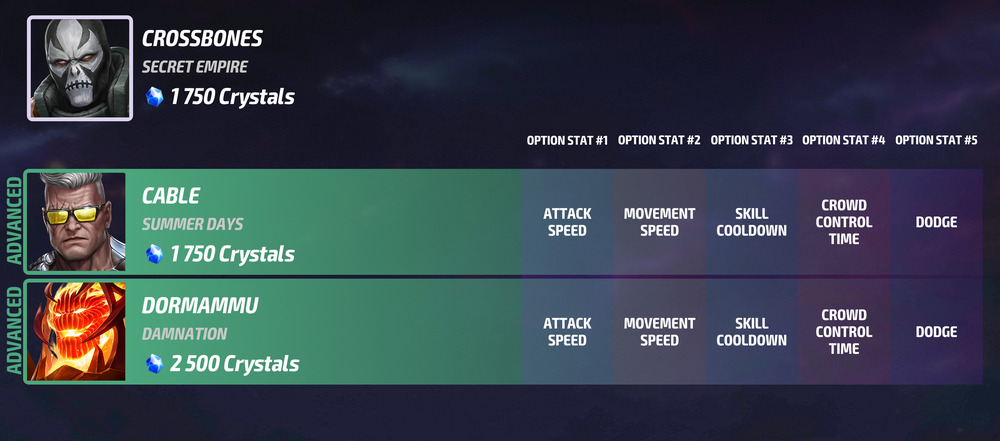 CROSSBONES
SECRET EMPIRE
1 750 Crystals
OPTION STAT #1 OPTION STAT #2 OPTION STAT #3 OPTION STAT #4 OPTION STAT #5
ADVANCED
CABLE
SUMMER DAYS
1 750 Crystals
ATTACK
SPEED
MOVEMENT
SPEED
SKILL
COOLDOWN
CROWD
CONTROL
TIME
DODGE
ADVANCED
DORMAMMU
DAMNATION
2 500 Crystals
ATTACK
SPEED
MOVEMENT
SPEED
SKILL
COOLDOWN
CROWD
CONTROL
TIME
DODGE